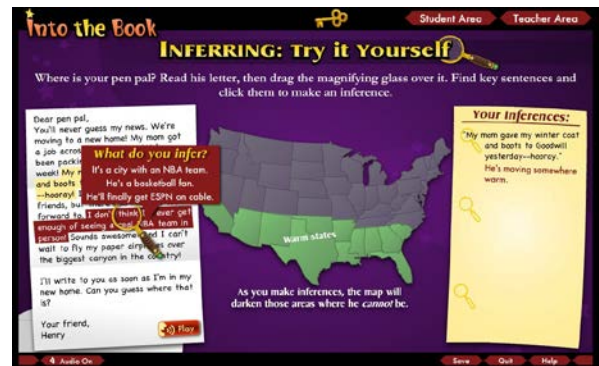 Into the Book
Student Area
Teacher Area
INFERRING: Try it Yourself
Where is your pen pal? Read his letter, then drag the magnifying glass over it. Find key sentences and
click them to make an inference.
Dear pen pal,
You'll never guess my news. We're
moving to a new home! My mom got
a job acros
been packi
week! My m
and boots t
--hooray! I
friends, but
forward to. I don't think I ever get
enough of seeing a real NBA team in
person! Sounds awesome and I can't
wait to fly my paper airplanes over
the biggest canyon in the country!
I'll write to you as soon as I'm in my
new home. Can you guess where that
is?
Your friend,
Henry
Play
What do you infer?
It's a city with an NBA team.
He's a basketball fan.
He'll finally get ESPN on cable.
Warm states
As you make inferences, the map will
darken those areas where he cannot be.
Your Inferences:
"My mom gave my winter coat
and boots to Goodwill
yesterday--hooray."
He's moving somewhere
warm.
Audio On
Save
Quit
Help